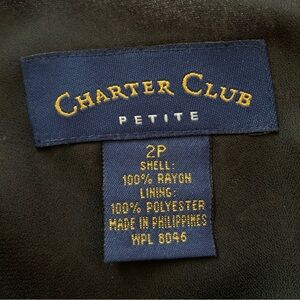 CHARTER CLUB
PETITE
2P
SHELL:
100% RAYON
LINING:
100% POLYESTER
MADE IN PHILIPPINES
WPL 8046